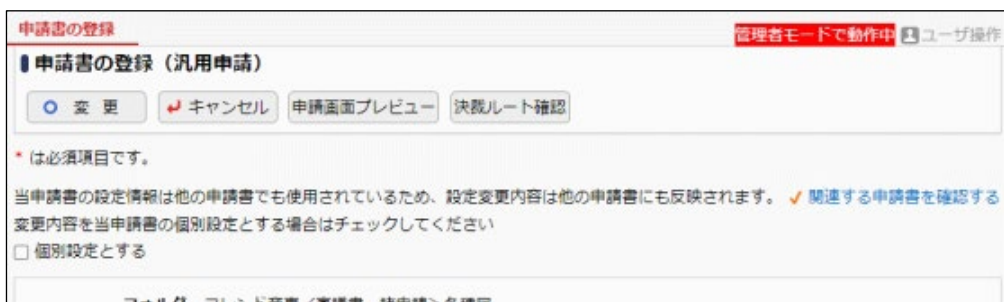 申請書の登録
管理者モードで動作中 ユーザ操作
申請書の登録（汎用申請）
変 更 キャンセル 申請画面プレビュー 決裁ルート確認
* は必須項目です。
当申請書の設定情報は他の申請書でも使用されているため、設定変更内容は他の申請書にも反映されます。 ✓ 関連する申請書を確認する
変更内容を当申請書の個別設定とする場合はチェックしてください
個別設定とする